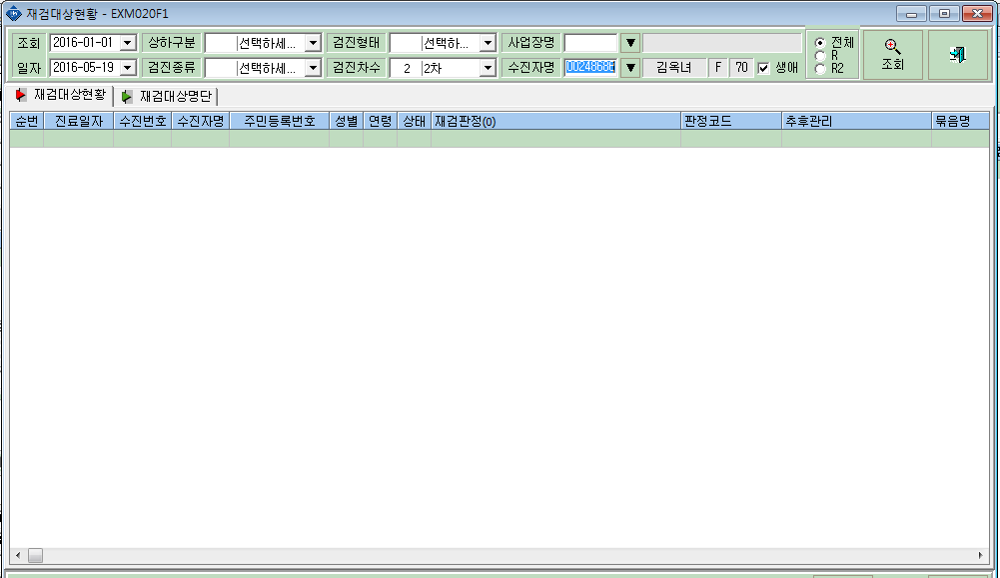 재검대상현황 - EXM020F1
조회 2016-01-01 상하구분 선택하세... 검진형태 선택하... 사업장명 전체
R
일자 2016-05-19 검진종류 선택하세... 검진차수 2 2차 수진자명 김옥녀 F 70 생애 R2
조회
재검대상현황 재검대상명단
순번 진료일자 수진번호 수진자명 주민등록번호 성별 연령 상태 재검판정(0) 판정코드 추후관리 묶음명